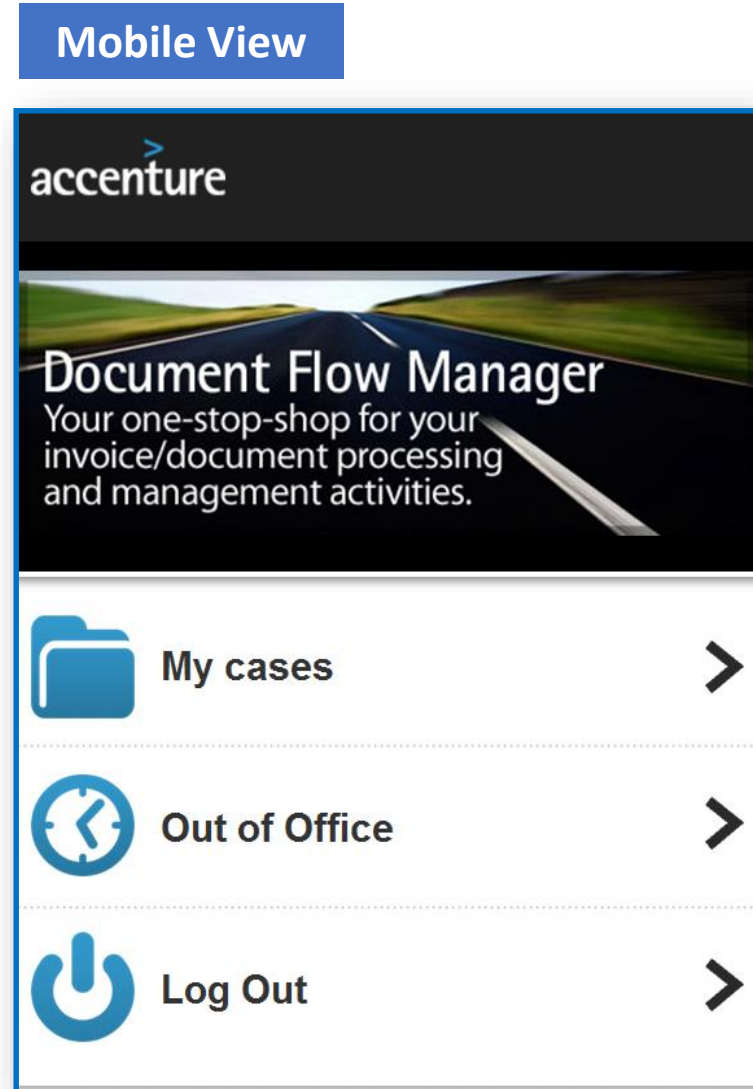 Mobile View
>
accenture
Document Flow Manager
Your one-stop-shop for your
invoice/document processing
and management activities.
My cases
Out of Office
Log Out